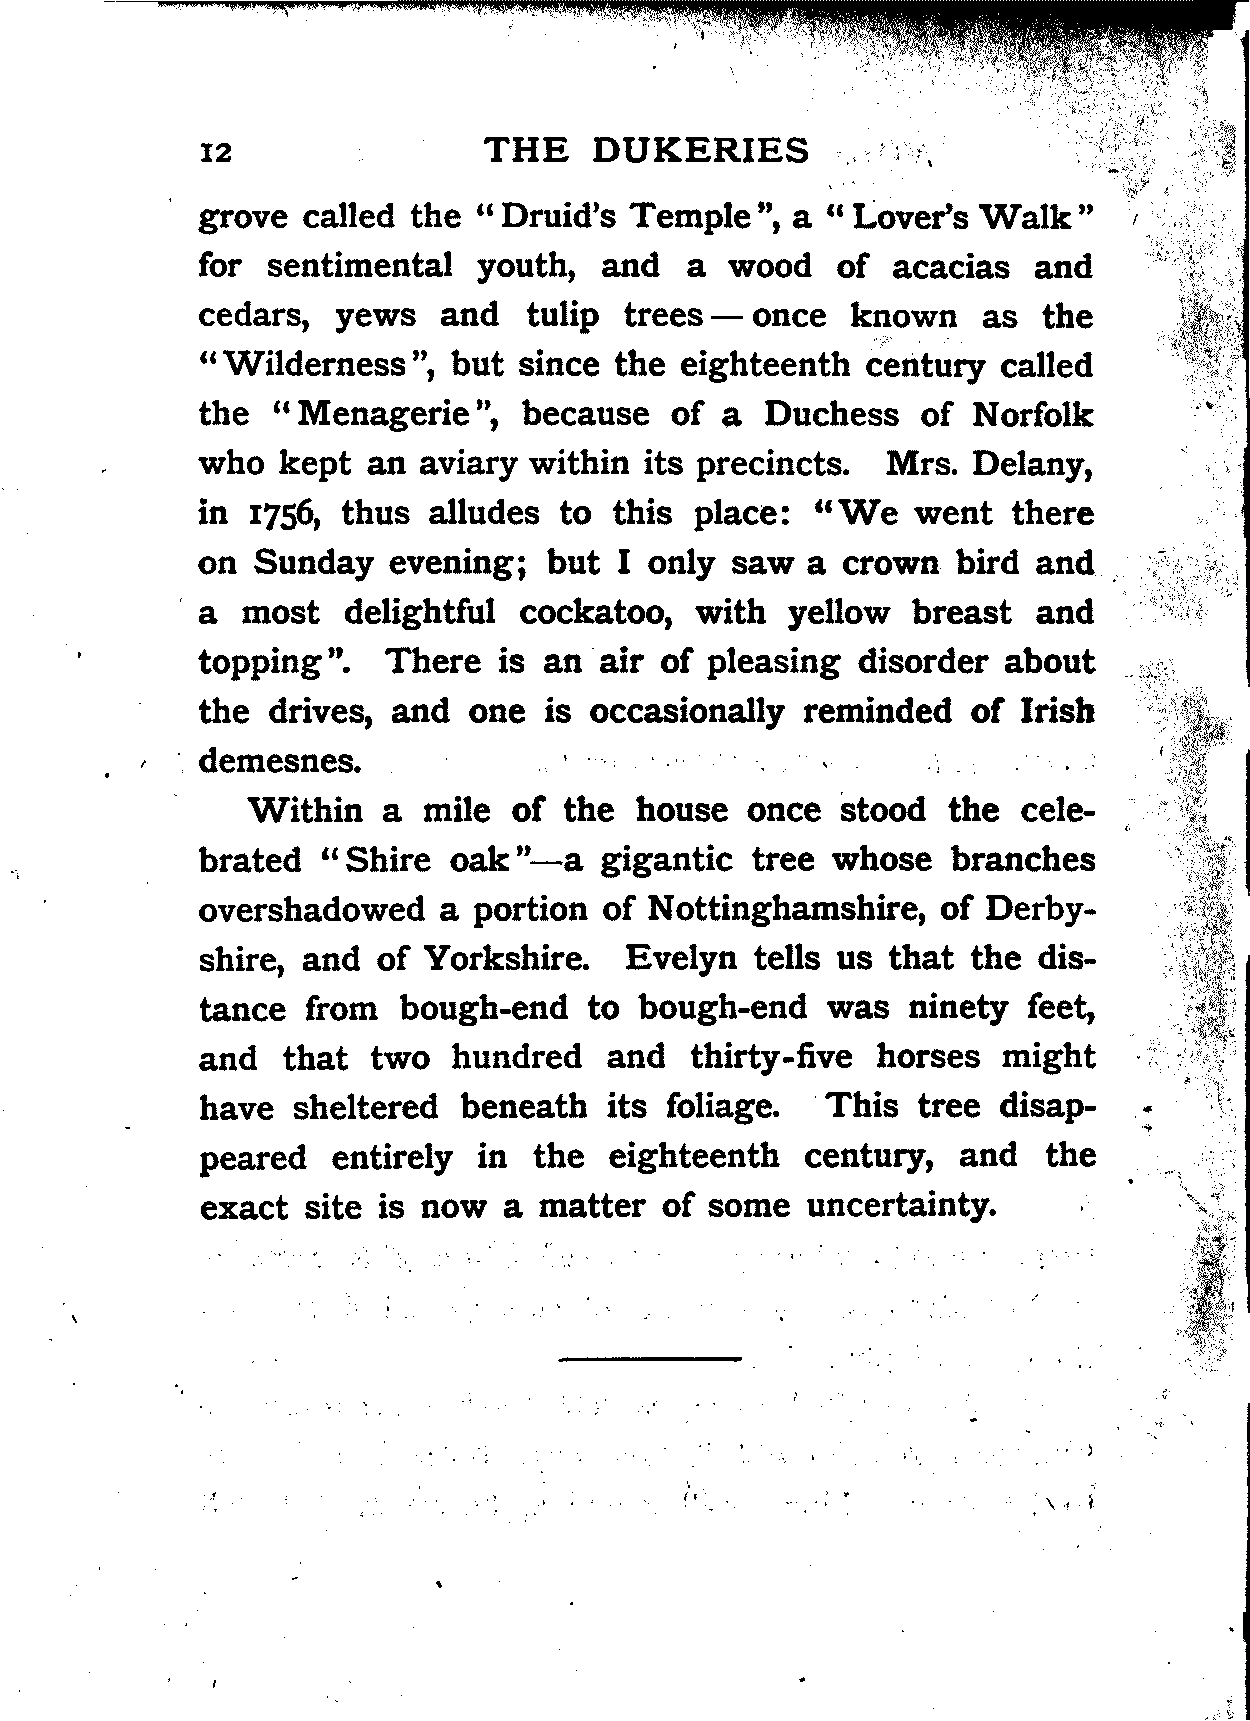 12 THE DUKERIES
grove called the “Druid’s Temple”, a “Lover’s Walk”
for sentimental youth, and a wood of acacias and
cedars, yews and tulip trees — once known as the
“Wilderness”, but since the eighteenth century called
the “Menagerie”, because of a Duchess of Norfolk
who kept an aviary within its precincts. Mrs. Delany,
in 1756, thus alludes to this place: “We went there
on Sunday evening; but I only saw a crown bird and
a most delightful cockatoo, with yellow breast and
topping”. There is an air of pleasing disorder about
the drives, and one is occasionally reminded of Irish
demesnes.
Within a mile of the house once stood the cele-
brated “Shire oak”—a gigantic tree whose branches
overshadowed a portion of Nottinghamshire, of Derby-
shire, and of Yorkshire. Evelyn tells us that the dis-
tance from bough-end to bough-end was ninety feet,
and that two hundred and thirty-five horses might
have sheltered beneath its foliage. This tree disap-
peared entirely in the eighteenth century, and the
exact site is now a matter of some uncertainty.